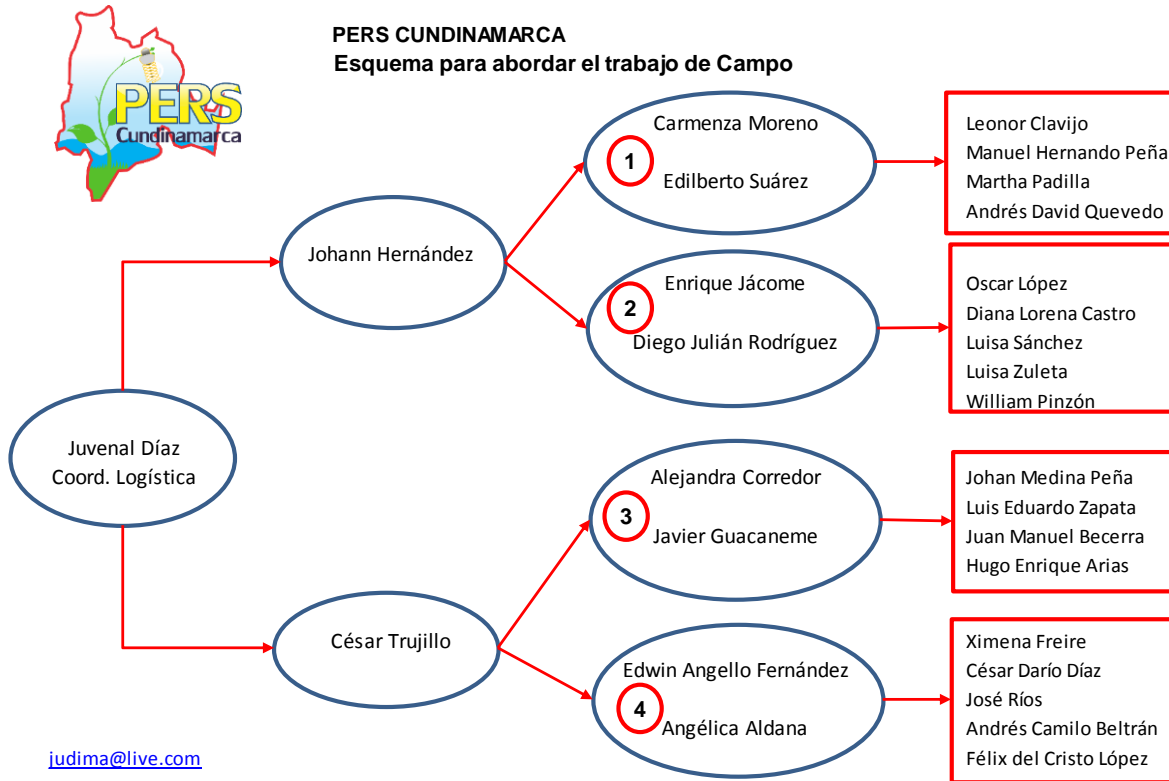 PERS CUNDINAMARCA
Esquema para abordar el trabajo de Campo
PERS
Cundinamarca
Juvenal Díaz
Coord. Logística
Johann Hernández
César Trujillo
Carmenza Moreno
1
Edilberto Suárez
Leonor Clavijo
Manuel Hernando Peña
Martha Padilla
Andrés David Quevedo
Enrique Jácome
2
Diego Julián Rodríguez
Oscar López
Diana Lorena Castro
Luisa Sánchez
Luisa Zuleta
William Pinzón
Alejandra Corredor
3
Javier Guacaneme
Johan Medina Peña
Luis Eduardo Zapata
Juan Manuel Becerra
Hugo Enrique Arias
Edwin Angello Fernández
4
Angélica Aldana
Ximena Freire
César Darío Díaz
José Ríos
Andrés Camilo Beltrán
Félix del Cristo López
judima@live.com